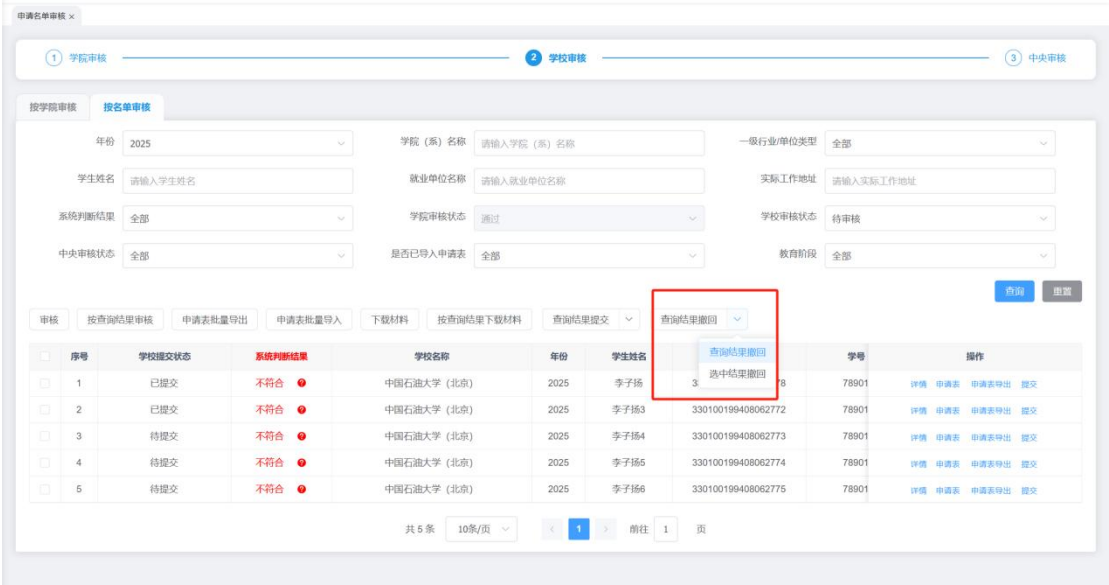 申请名单审核 ×
1 学院审核 2 学校审核 3 中央审核
按学院审核 按名单审核
年份 2025 学院（系）名称 请输入学院（系）名称 一级行业/单位类型 全部
学生姓名 请输入学生姓名 就业单位名称 请输入就业单位名称 实际工作地址 请输入实际工作地址
系统判断结果 全部 学院审核状态 通过 学校审核状态 待审核
中央审核状态 全部 是否已导入申请表 全部 教育阶段 全部
查询 重置
审核 按查询结果审核 申请表批量导出 申请表批量导入 下载材料 按查询结果下载材料 查询结果提交 查询结果撤回
查询结果撤回
选中结果撤回
序号 学校提交状态 系统判断结果 学校名称 年份 学生姓名 学号 操作
1 已提交 不符合 中国石油大学（北京） 2025 李子扬 78901 详情 申请表 申请表导出 提交
2 已提交 不符合 中国石油大学（北京） 2025 李子扬3 330100199408062772 78901 详情 申请表 申请表导出 提交
3 待提交 不符合 中国石油大学（北京） 2025 李子扬4 330100199408062773 78901 详情 申请表 申请表导出 提交
4 待提交 不符合 中国石油大学（北京） 2025 李子扬5 330100199408062774 78901 详情 申请表 申请表导出 提交
5 待提交 不符合 中国石油大学（北京） 2025 李子扬6 330100199408062775 78901 详情 申请表 申请表导出 提交
共 5 条 10条/页 1 前往 1 页